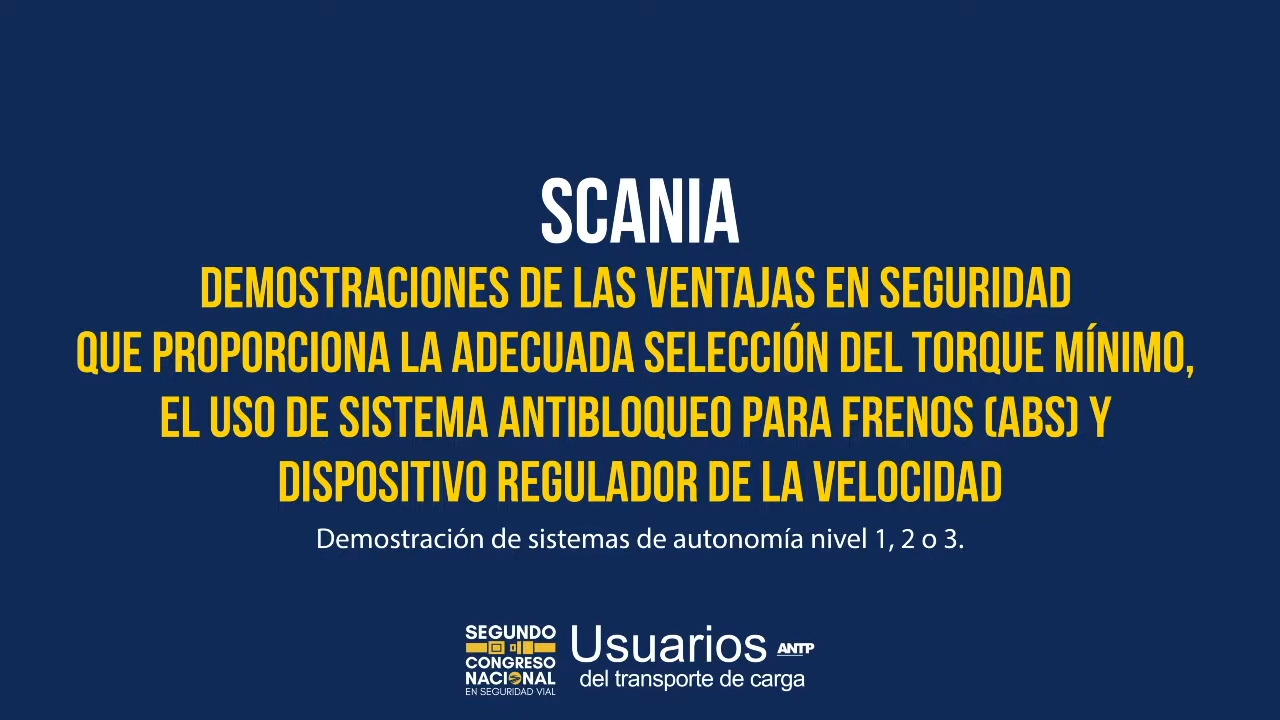 SCANIA
DEMOSTRACIONES DE LAS VENTAJAS EN SEGURIDAD
QUE PROPORCIONA LA ADECUADA SELECCIÓN DEL TORQUE MÍNIMO,
EL USO DE SISTEMA ANTIBLOQUEO PARA FRENOS (ABS) Y
DISPOSITIVO REGULADOR DE LA VELOCIDAD
Demostración de sistemas de autonomía nivel 1, 2 o 3.
SEGUNDO
CONGRESO
NACIONAL
EN SEGURIDAD VIAL
Usuarios ANTP
del transporte de carga